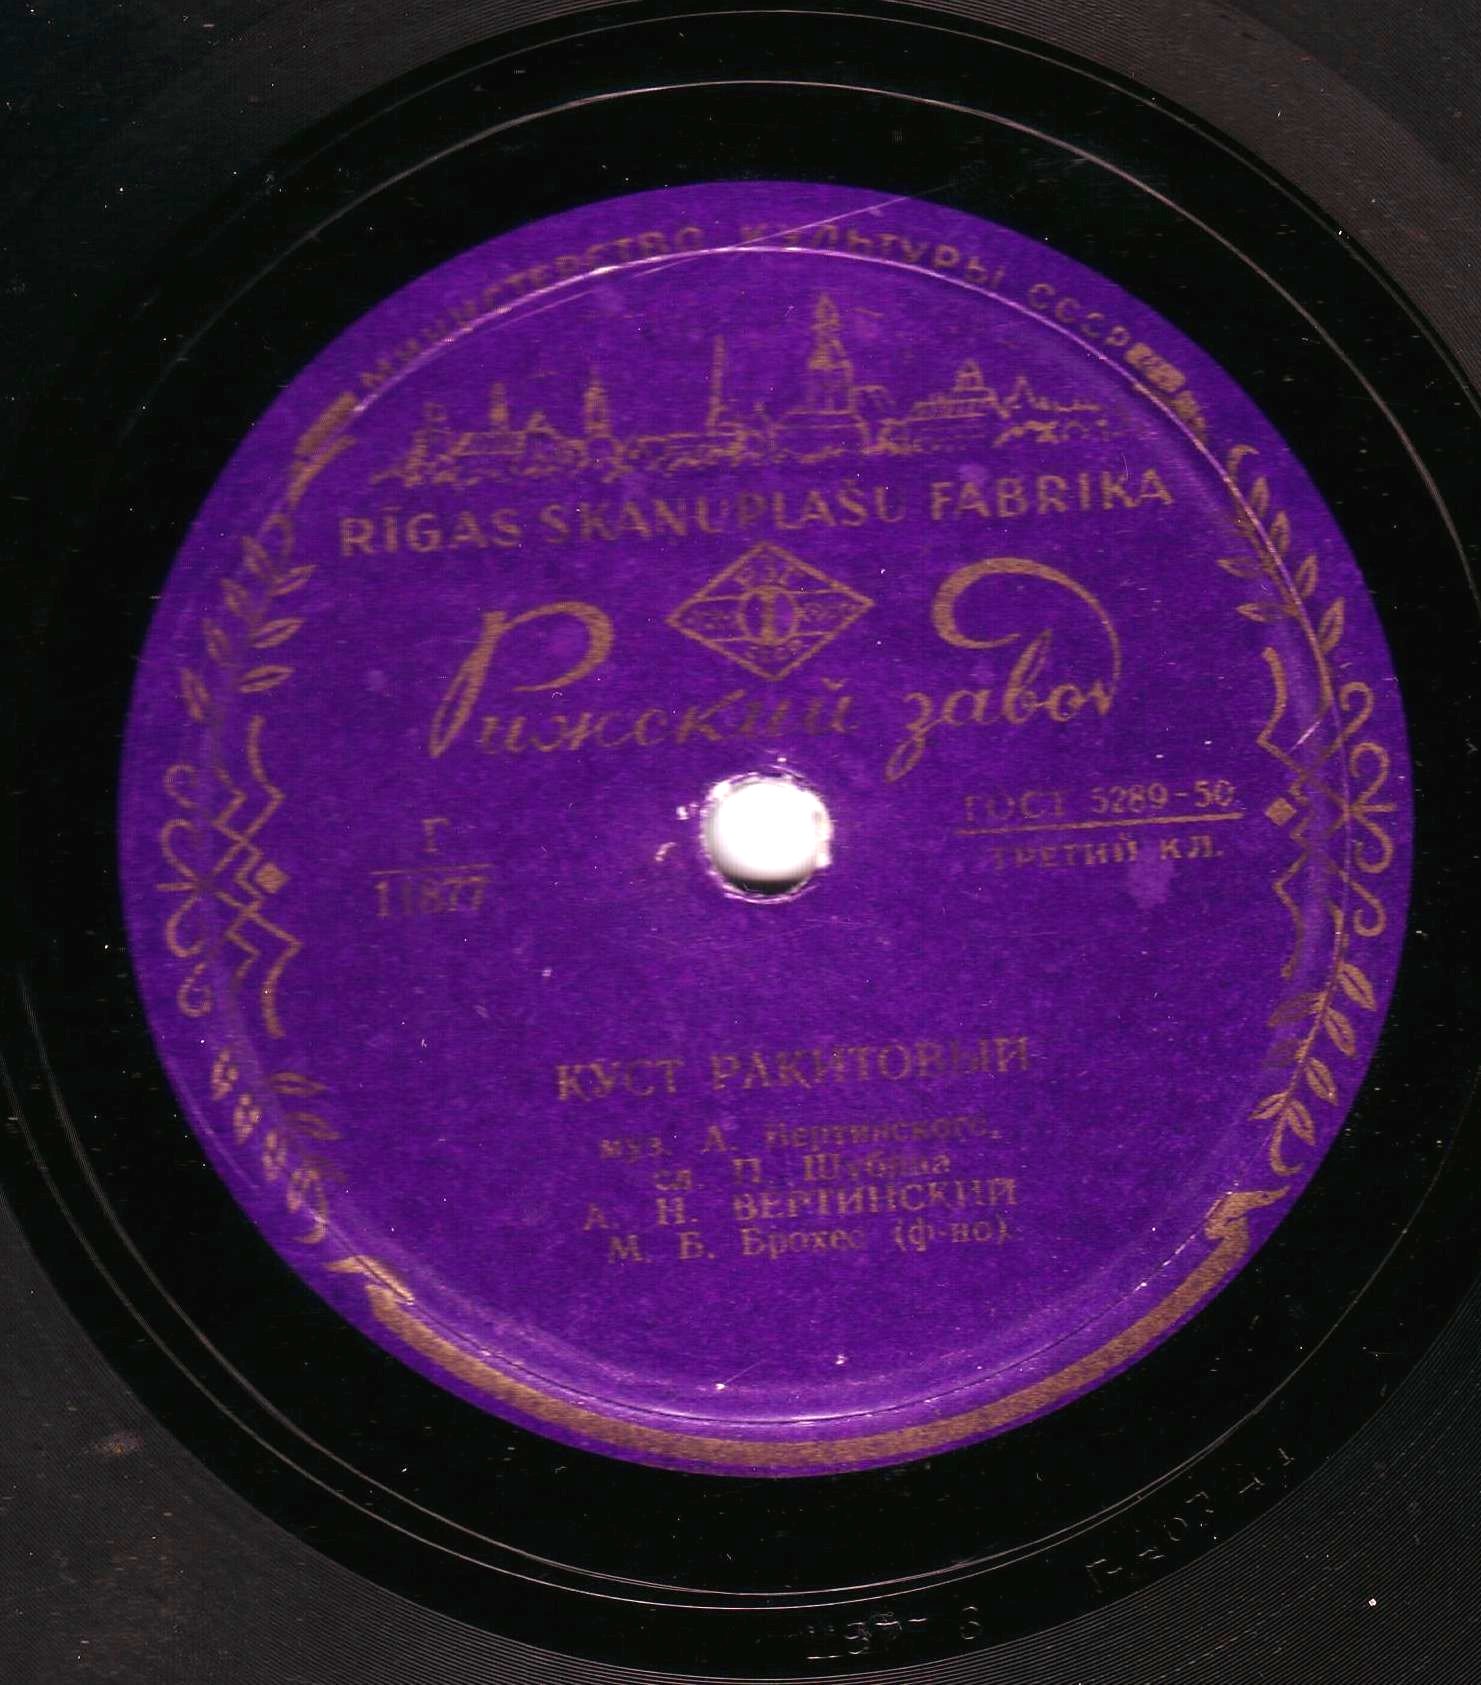 МИНИСТЕРСТВО КУЛЬТУРЫ СССР
RĪGAS SKANUPLAŠU FABRIKA
Рижский завод
ГОСТ 5289-50
ТРЕТИЙ КЛ.
Г
11877
КУСТ РАКИТОВЫЙ
муз. А. Вертинского,
сл. П. Шубина
А. Н. ВЕРТИНСКИЙ
М. Б. Брохес (ф-но)